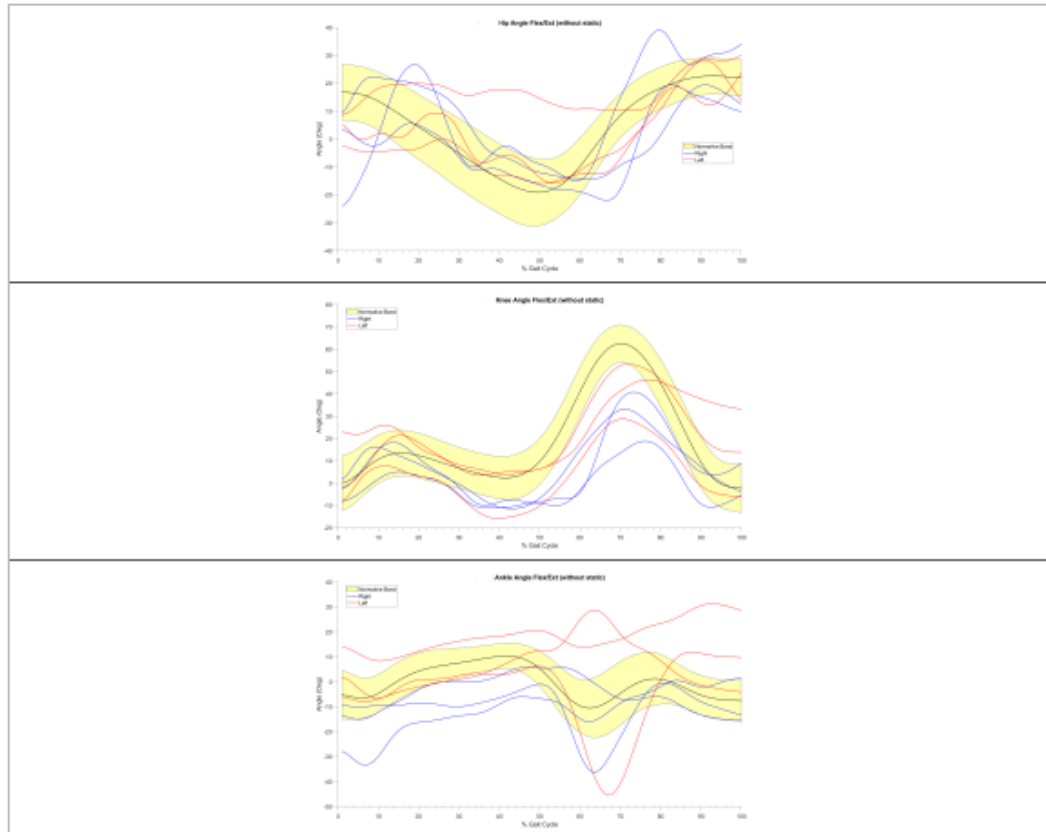 Hip Angle Flex/Ext (without static)
40
30
20
10
0
-10
-20
-30
-40
Angle (Deg)
0 10 20 30 40 50 60 70 80 90 100
% Gait Cycle
Normative Band
Right
Left
Knee Angle Flex/Ext (without static)
80
70
60
50
40
30
20
10
0
-10
-20
Angle (Deg)
0 10 20 30 40 50 60 70 80 90 100
% Gait Cycle
Normative Band
Right
Left
Ankle Angle Flex/Ext (without static)
40
30
20
10
0
-10
-20
-30
-40
-50
Angle (Deg)
0 10 20 30 40 50 60 70 80 90 100
% Gait Cycle
Normative Band
Right
Left